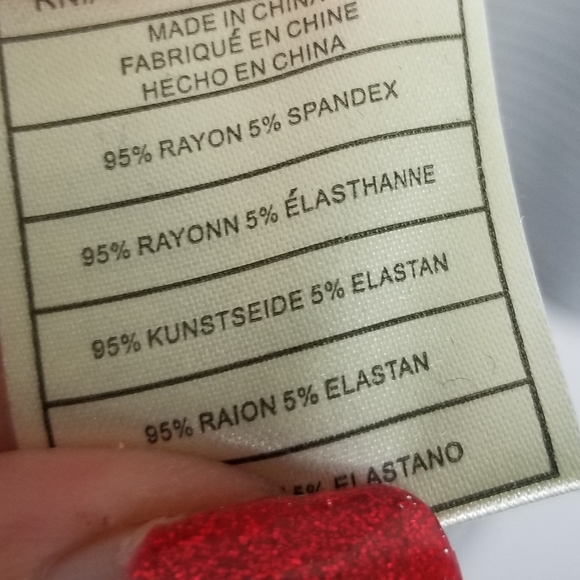 MADE IN CHINA
FABRIQUÉ EN CHINE
HECHO EN CHINA
95% RAYON 5% SPANDEX
95% RAYONN 5% ÉLASTHANNE
95% KUNSTSEIDE 5% ELASTAN
95% RAION 5% ELASTAN
5% ELASTANO